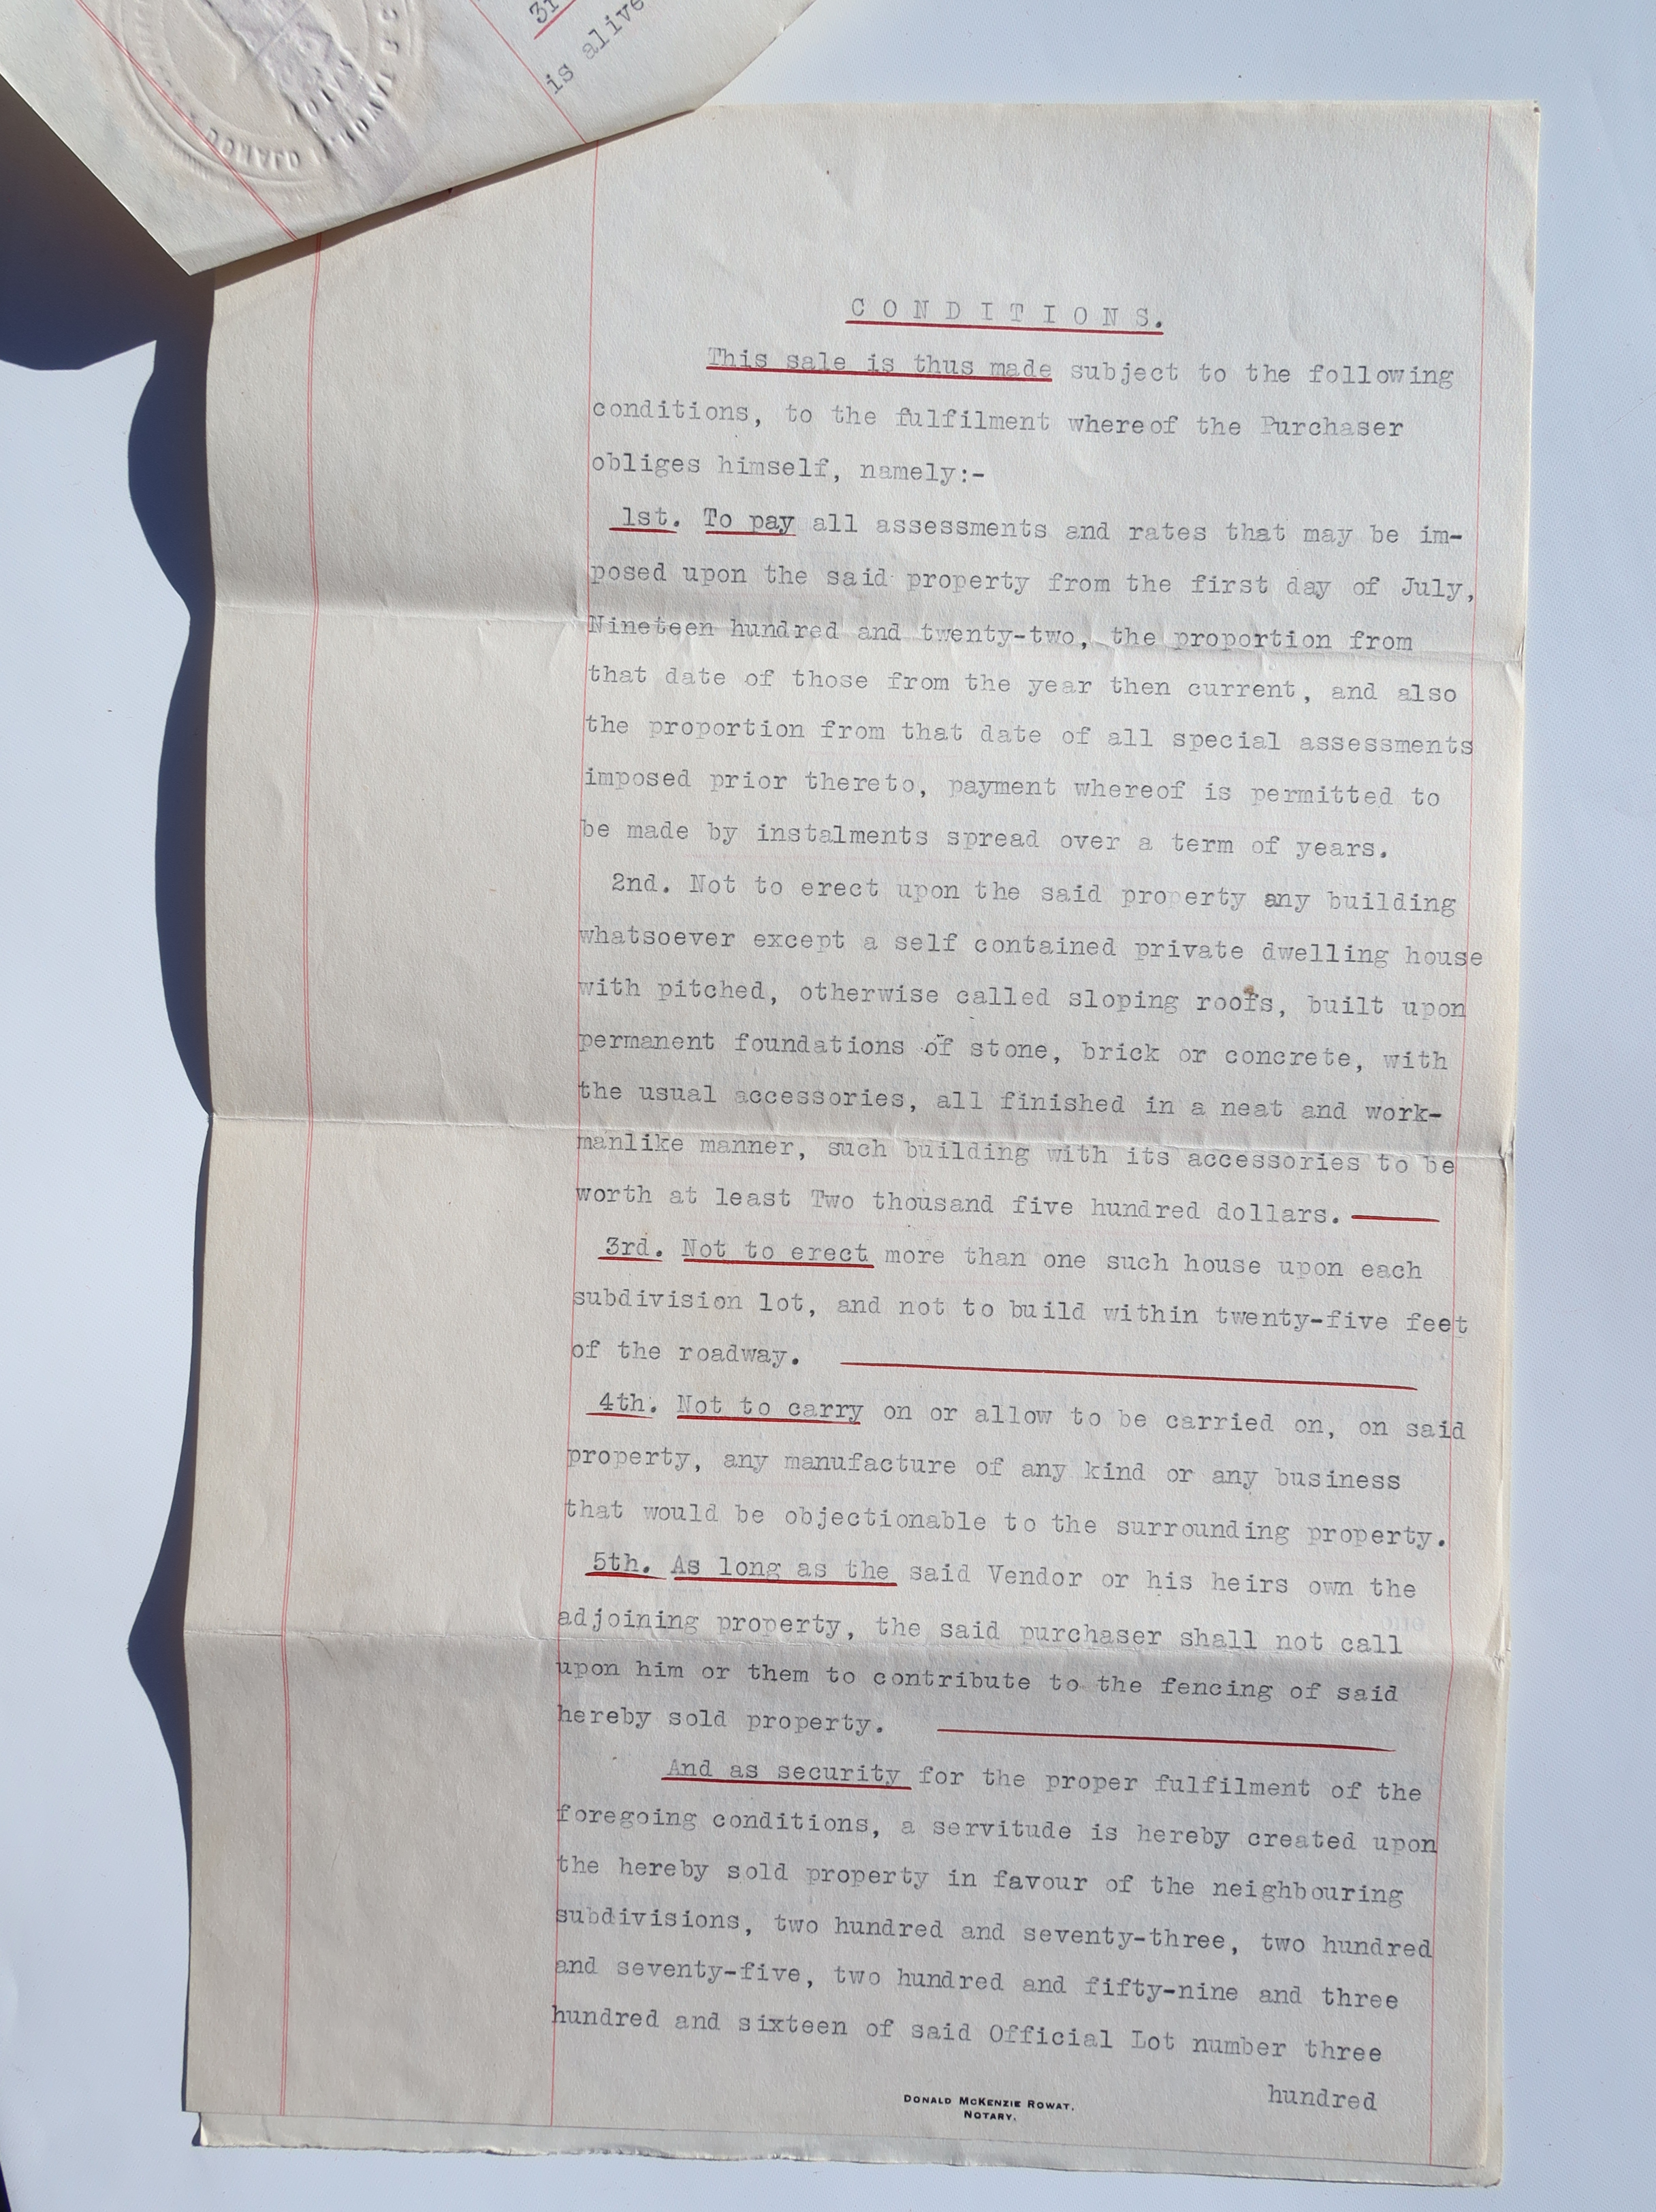 3r
is alive
C O N D I T I O N S.
This sale is thus made subject to the following
conditions, to the fulfilment whereof the Purchaser
obliges himself, namely:-
1st. To pay all assessments and rates that may be im-
posed upon the said property from the first day of July,
Nineteen hundred and twenty-two, the proportion from
that date of those from the year then current, and also
the proportion from that date of all special assessments
imposed prior thereto, payment whereof is permitted to
be made by instalments spread over a term of years.
2nd. Not to erect upon the said property any building
whatsoever except a self contained private dwelling house
with pitched, otherwise called sloping roofs, built upon
permanent foundations of stone, brick or concrete, with
the usual accessories, all finished in a neat and work-
manlike manner, such building with its accessories to be
worth at least Two thousand five hundred dollars.
3rd. Not to erect more than one such house upon each
subdivision lot, and not to build within twenty-five feet
of the roadway.
4th. Not to carry on or allow to be carried on, on said
property, any manufacture of any kind or any business
that would be objectionable to the surrounding property.
5th. As long as the said Vendor or his heirs own the
adjoining property, the said purchaser shall not call
upon him or them to contribute to the fencing of said
hereby sold property.
And as security for the proper fulfilment of the
foregoing conditions, a servitude is hereby created upon
the hereby sold property in favour of the neighbouring
subdivisions, two hundred and seventy-three, two hundred
and seventy-five, two hundred and fifty-nine and three
hundred and sixteen of said Official Lot number three
hundred
DONALD MCKENZIE ROWAT.
NOTARY.